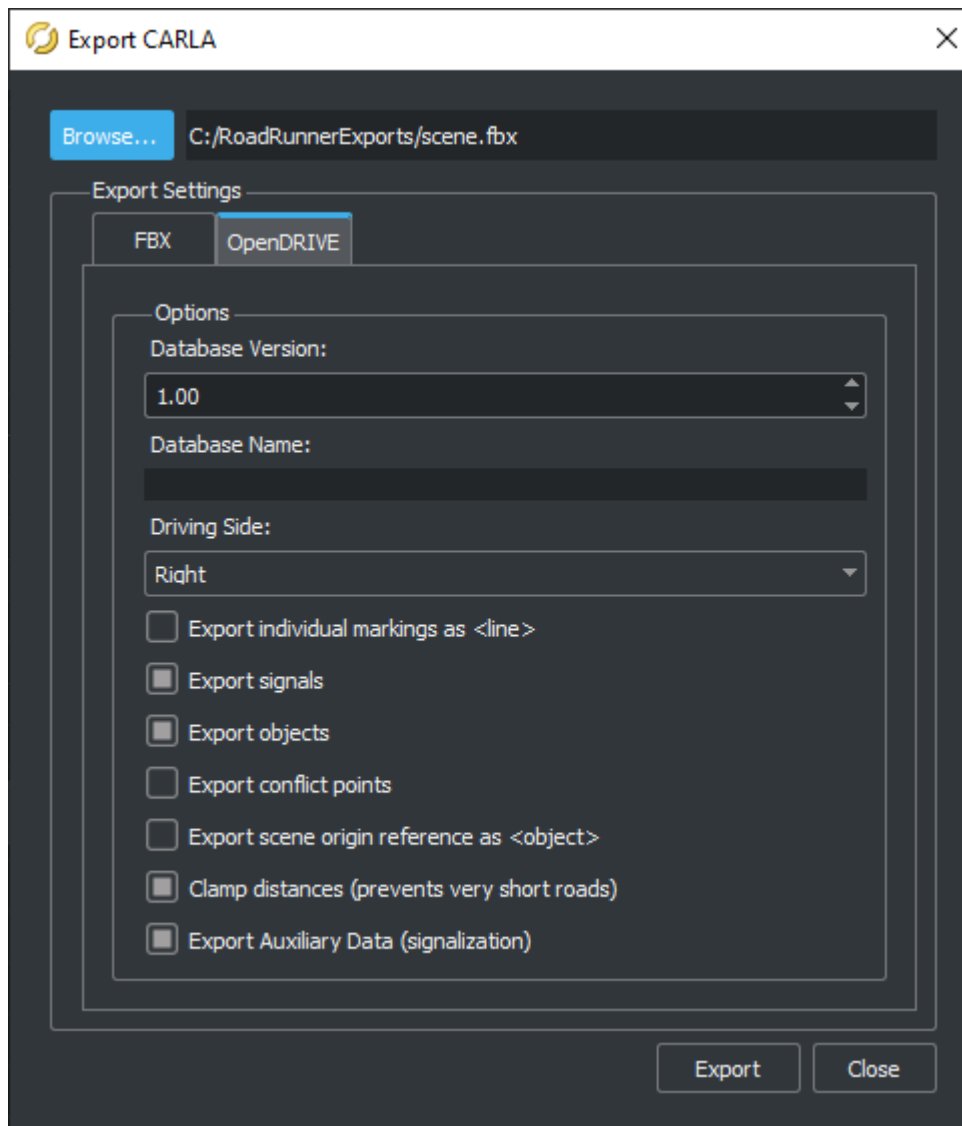 Export CARLA
Browse... C:/RoadRunnerExports/scene.fbx
Export Settings
FBX OpenDRIVE
Options
Database Version:
1.00
Database Name:
Driving Side:
Right
Export individual markings as <line>
Export signals
Export objects
Export conflict points
Export scene origin reference as <object>
Clamp distances (prevents very short roads)
Export Auxiliary Data (signalization)
Export Close